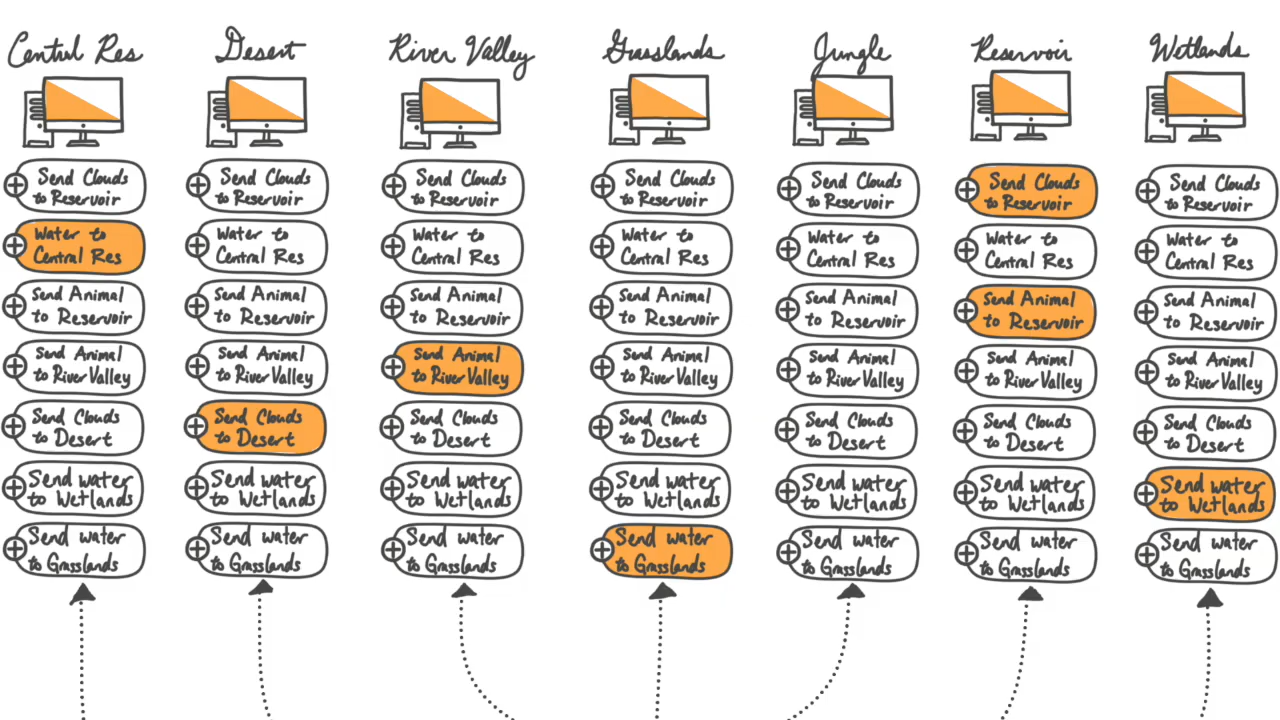 Central Res
Send Clouds
to Reservoir
Water to
Central Res
Send Animal
to Reservoir
Send Animal
to River Valley
Send Clouds
to Desert
Send water
to Wetlands
Send water
to Grasslands
Desert
Send Clouds
to Reservoir
Water to
Central Res
Send Animal
to Reservoir
Send Animal
to River Valley
Send Clouds
to Desert
Send water
to Wetlands
Send water
to Grasslands
River Valley
Send Clouds
to Reservoir
Water to
Central Res
Send Animal
to Reservoir
Send Animal
to River Valley
Send Clouds
to Desert
Send water
to Wetlands
Send water
to Grasslands
Grasslands
Send Clouds
to Reservoir
Water to
Central Res
Send Animal
to Reservoir
Send Animal
to River Valley
Send Clouds
to Desert
Send water
to Wetlands
Send water
to Grasslands
Jungle
Send Clouds
to Reservoir
Water to
Central Res
Send Animal
to Reservoir
Send Animal
to River Valley
Send Clouds
to Desert
Send water
to Wetlands
Send water
to Grasslands
Reservoir
Send Clouds
to Reservoir
Water to
Central Res
Send Animal
to Reservoir
Send Animal
to River Valley
Send Clouds
to Desert
Send water
to Wetlands
Send water
to Grasslands
Wetlands
Send Clouds
to Reservoir
Water to
Central Res
Send Animal
to Reservoir
Send Animal
to River Valley
Send Clouds
to Desert
Send water
to Wetlands
Send water
to Grasslands